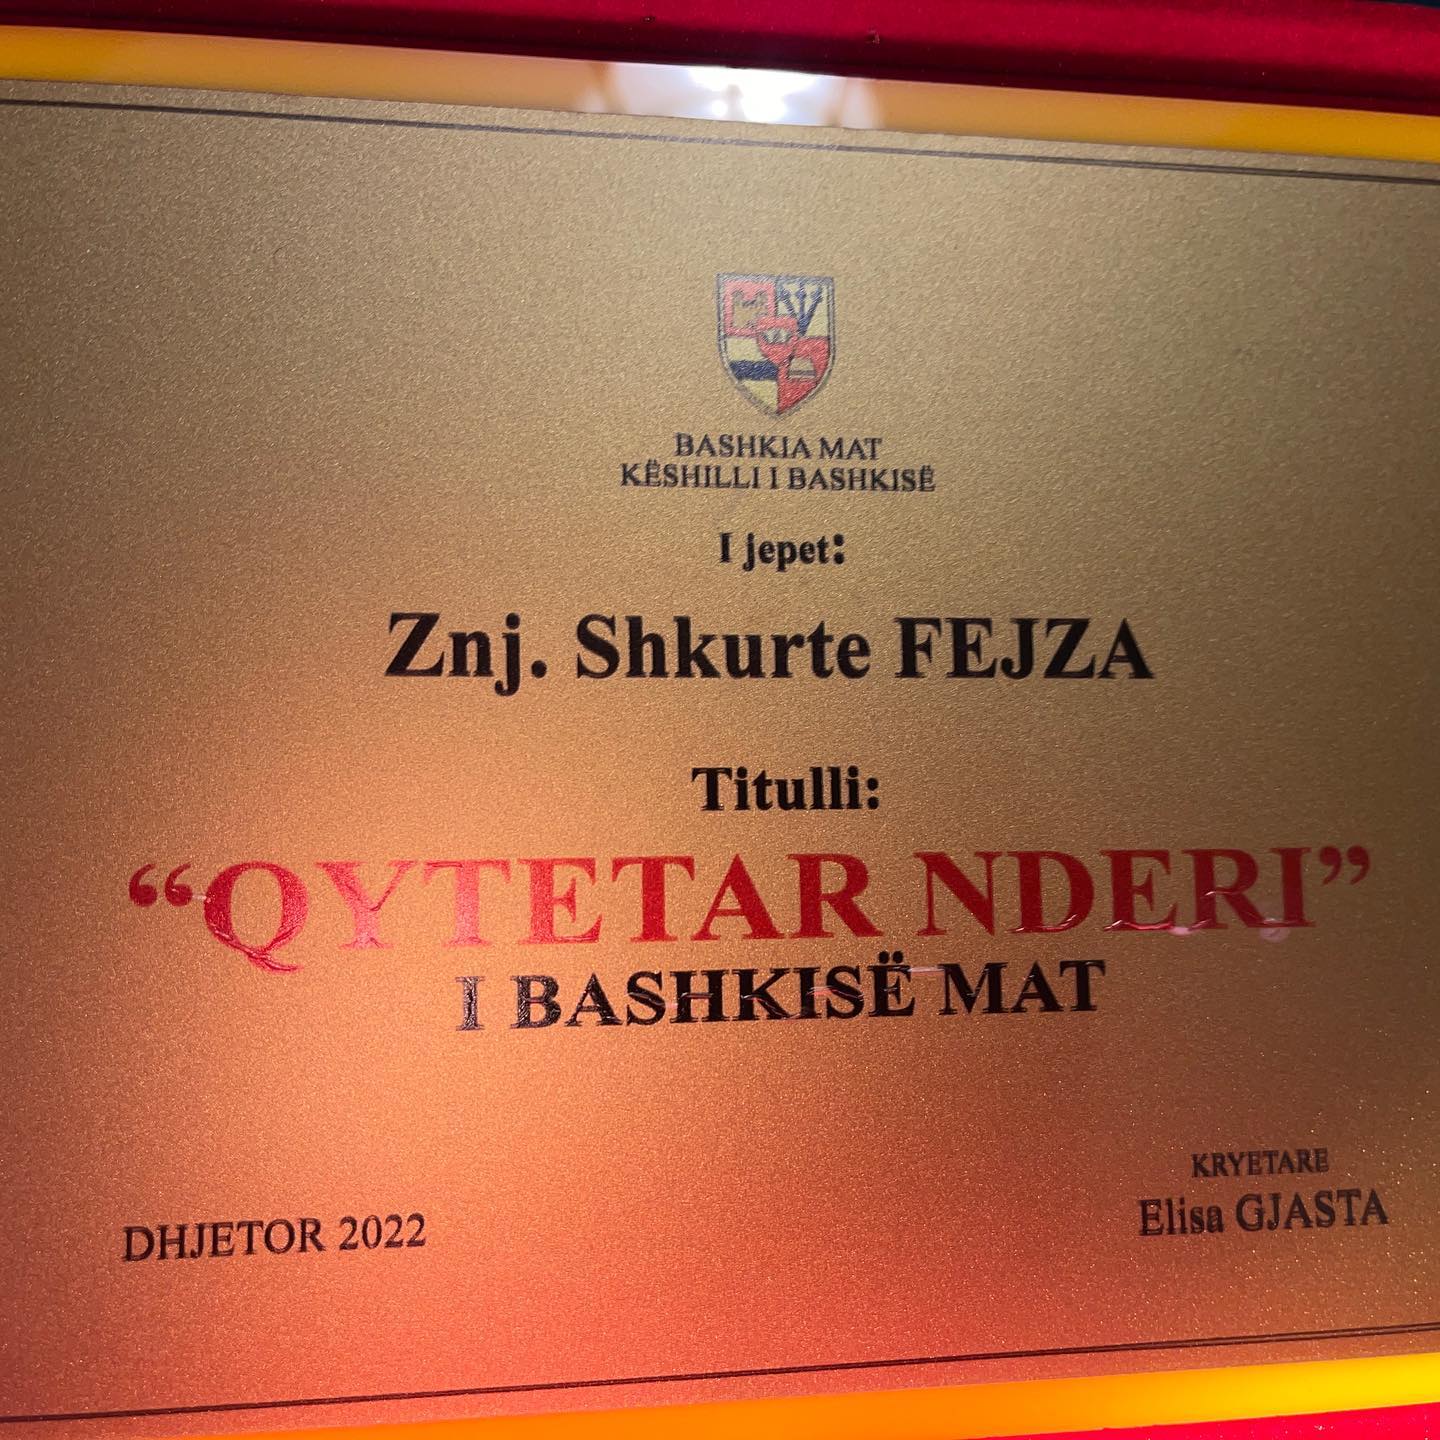 BASHKIA MAT
KËSHILLI I BASHKISË
I jepet:
Znj. Shkurte FEJZA
Titulli:
“QYTETAR NDERI”
I BASHKISË MAT
KRYETARE
Elisa GJASTA
DHJETOR 2022